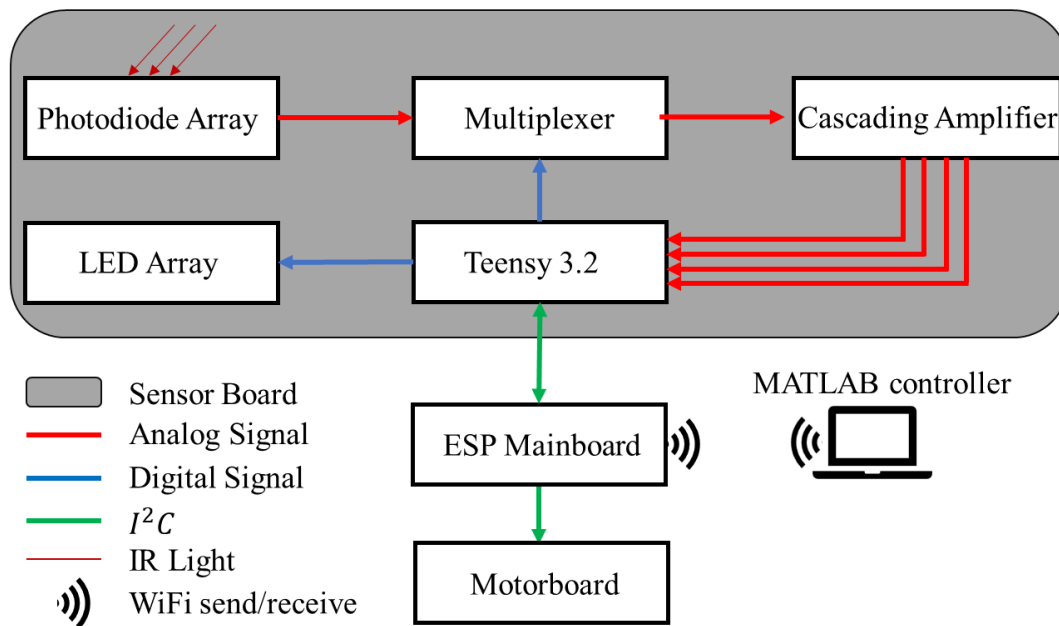 Photodiode Array
Multiplexer
Cascading Amplifier
LED Array
Teensy 3.2
Sensor Board
Analog Signal
Digital Signal
I²C
IR Light
WiFi send/receive
ESP Mainboard
Motorboard
MATLAB controller